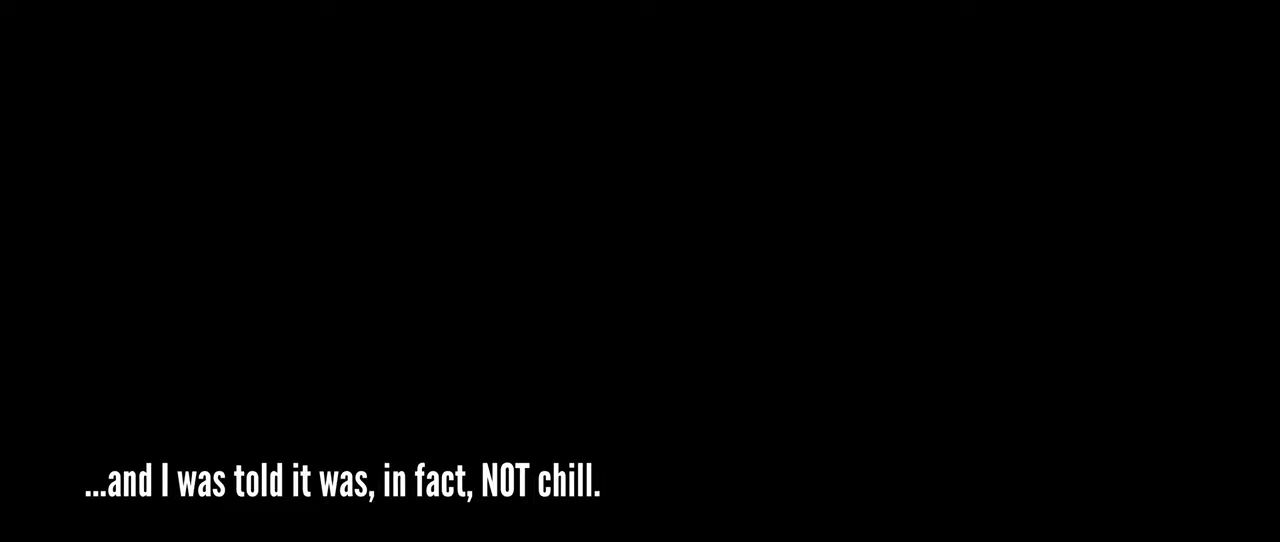 ...and I was told it was, in fact, NOT chill.